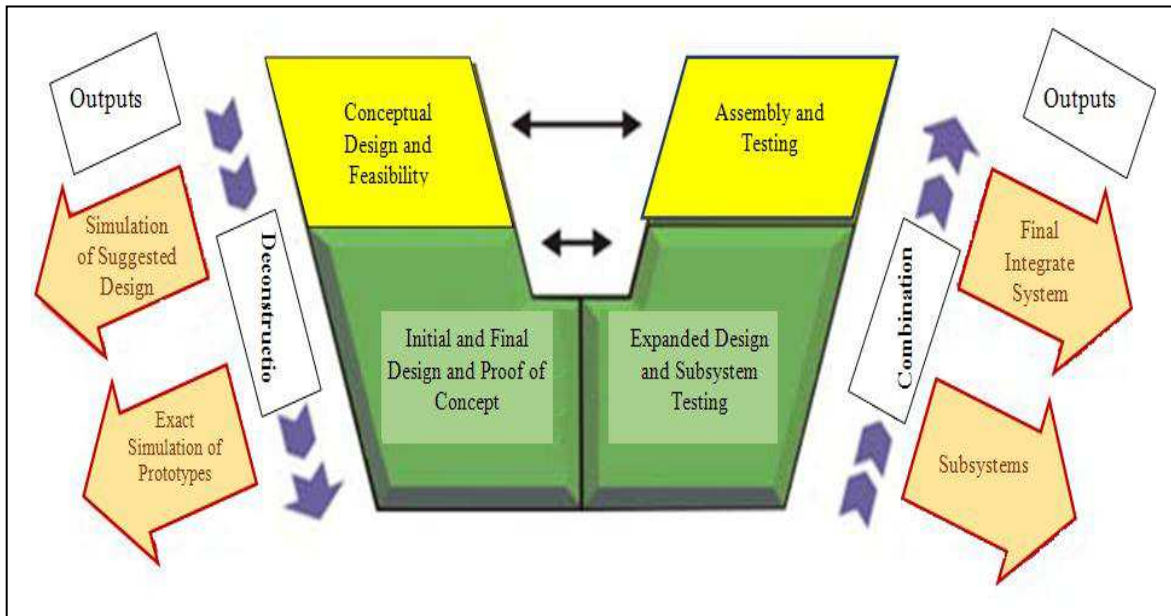 Outputs
Simulation
of Suggested
Design
Exact
Simulation of
Prototypes
Deconstructio
Conceptual
Design and
Feasibility
Initial and Final
Design and Proof of
Concept
Assembly and
Testing
Expanded Design
and Subsystem
Testing
Combination
Outputs
Final
Integrate
System
Subsystems